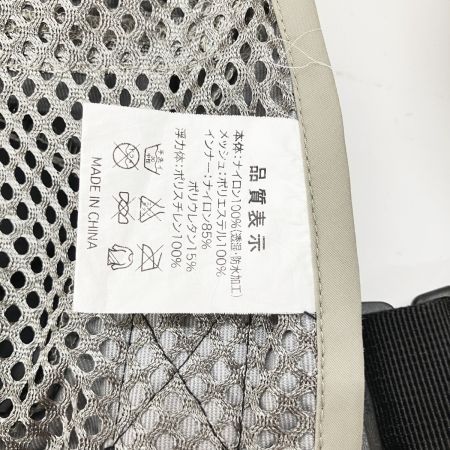 品質表示
本体:ナイロン100%(透湿・防水加工)
メッシュ:ポリエステル100%
インナー:ナイロン85%
ポリウレタン15%
浮力体:ポリスチレン100%
MADE IN CHINA